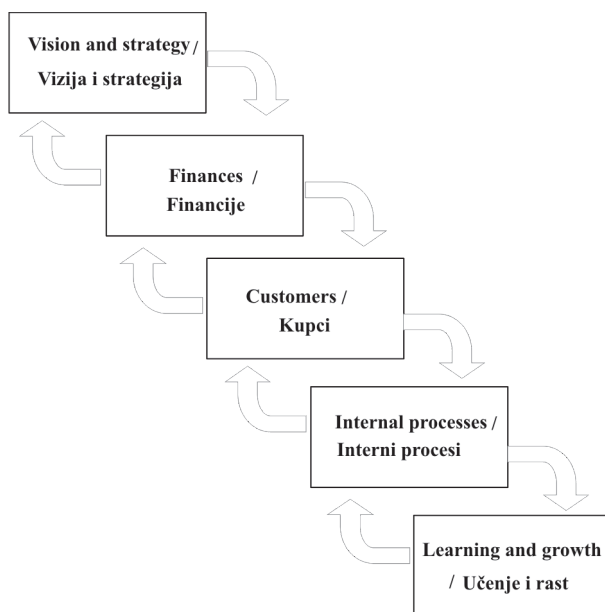 Vision and strategy /
Vizija i strategija
Finances /
Financije
Customers /
Kupci
Internal processes /
Interni procesi
Learning and growth
/ Učenje i rast